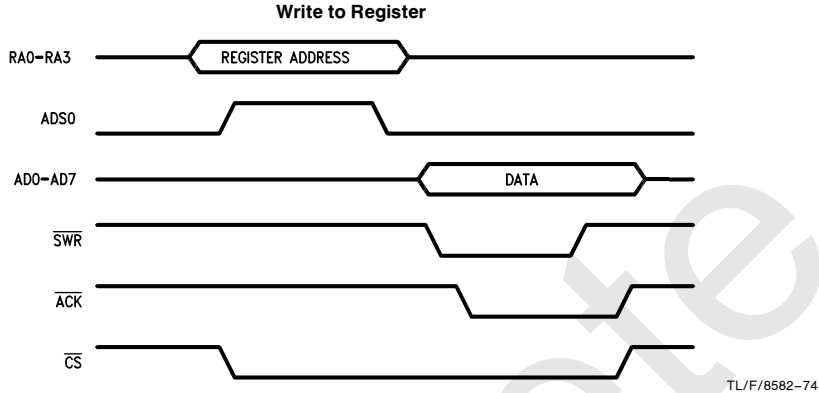 Write to Register
RA0–RA3
REGISTER ADDRESS
ADS0
AD0–AD7
DATA
SWR
ACK
CS
TL/F/8582–74